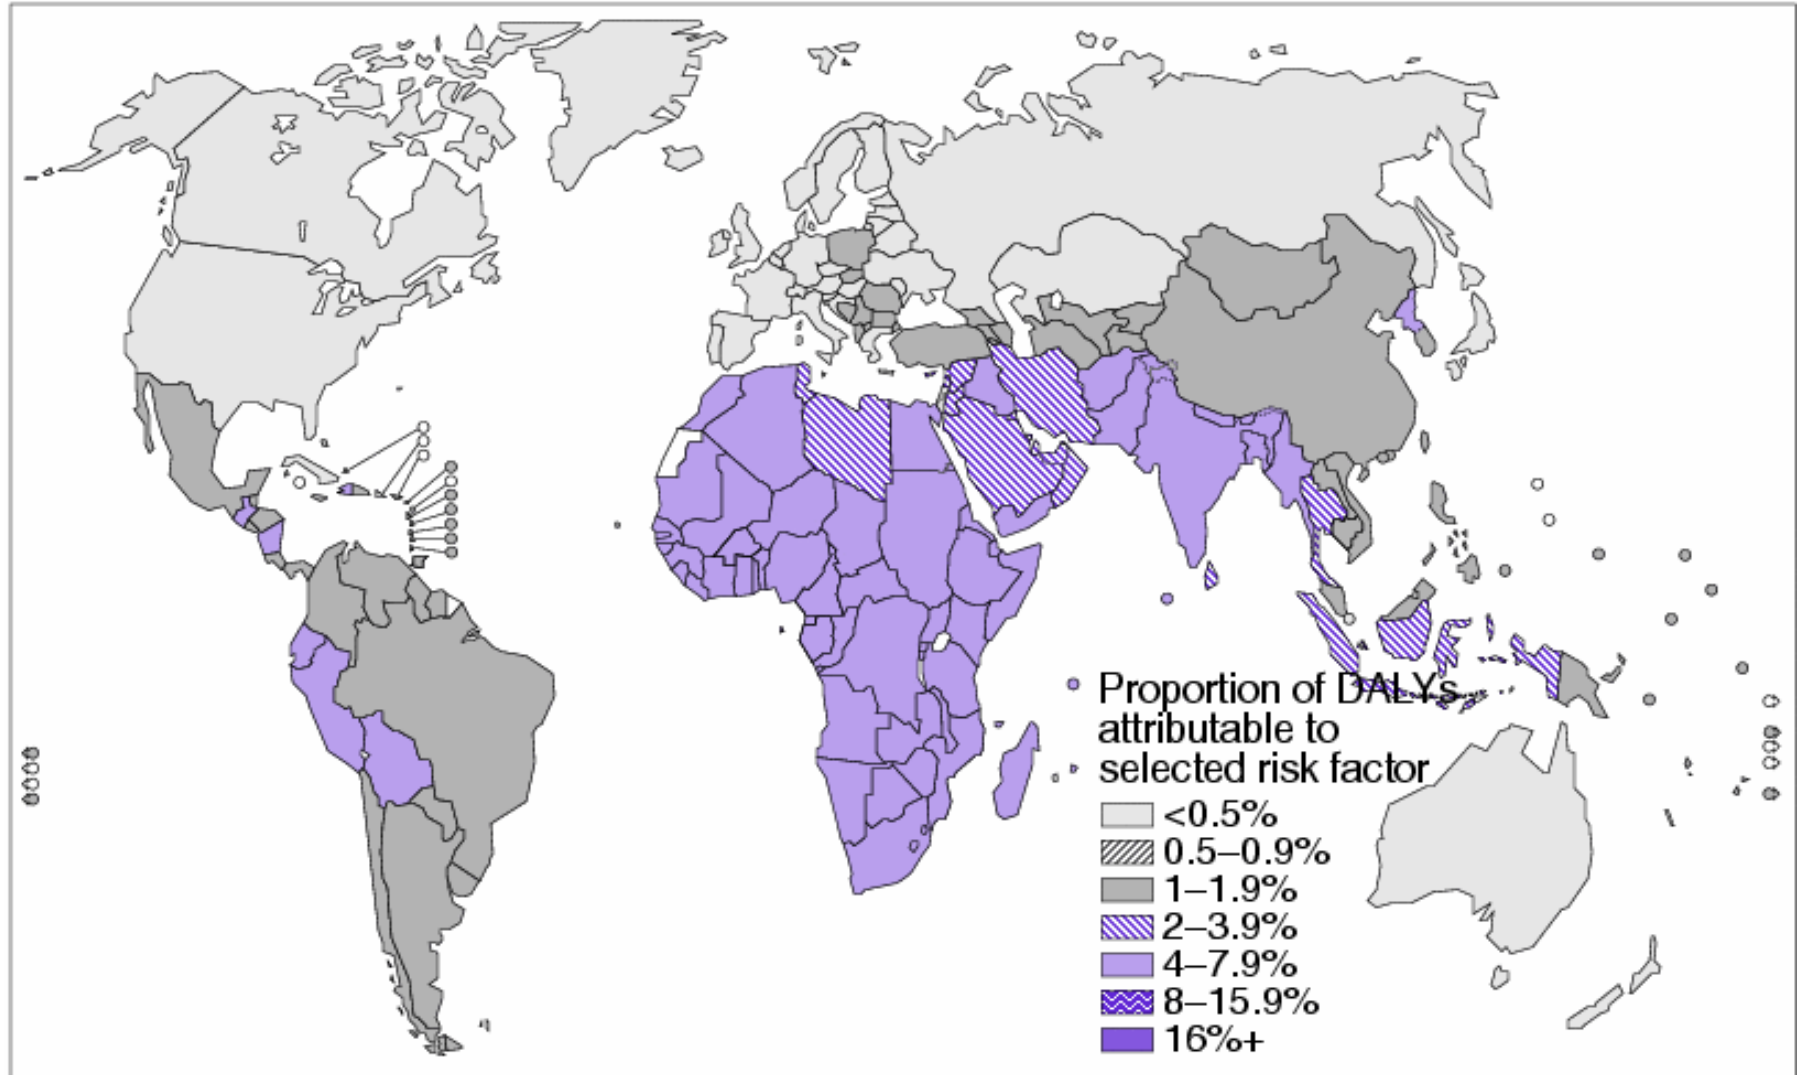 Proportion of DALYs
attributable to
selected risk factor
<0.5%
0.5–0.9%
1–1.9%
2–3.9%
4–7.9%
8–15.9%
16%+